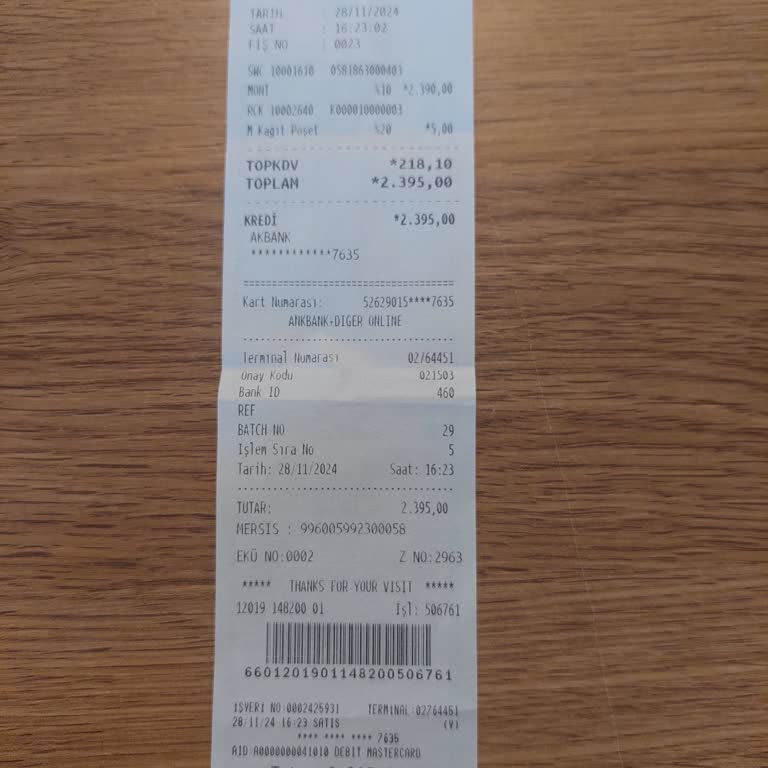 TARİH : 28/11/2024
SAAT : 16:23:02
FİŞ NO : 0023
SWC 10001610 0581863000403
MONT %10 *2.390,00
RCK 10002640 K000010000003
M Kağıt Poşet %20 *5,00
TOPKDV *218,10
TOPLAM *2.395,00
KREDİ *2.395,00
AKBANK
************7635
Kart Numarası: 52629015****7635
ANKBANK-DIGER ONLINE
Terminal Numarası 02/64451
Onay Kodu 021503
Bank ID 460
REF
BATCH NO 29
İşlem Sıra No 5
Tarih: 28/11/2024 Saat: 16:23
TUTAR: 2.395,00
MERSIS : 996005992300058
EKÜ NO:0002 Z NO:2963
***** THANKS FOR YOUR VISIT *****
12019 148200 01 İşl: 506761
6601201901148200506761
İŞYERİ NO:0002425931 TERMİNAL:02764451
28/11/24 16:23 SATIS (V)
**** **** **** 7635
AID:A0000000041010 DEBIT MASTERCARD